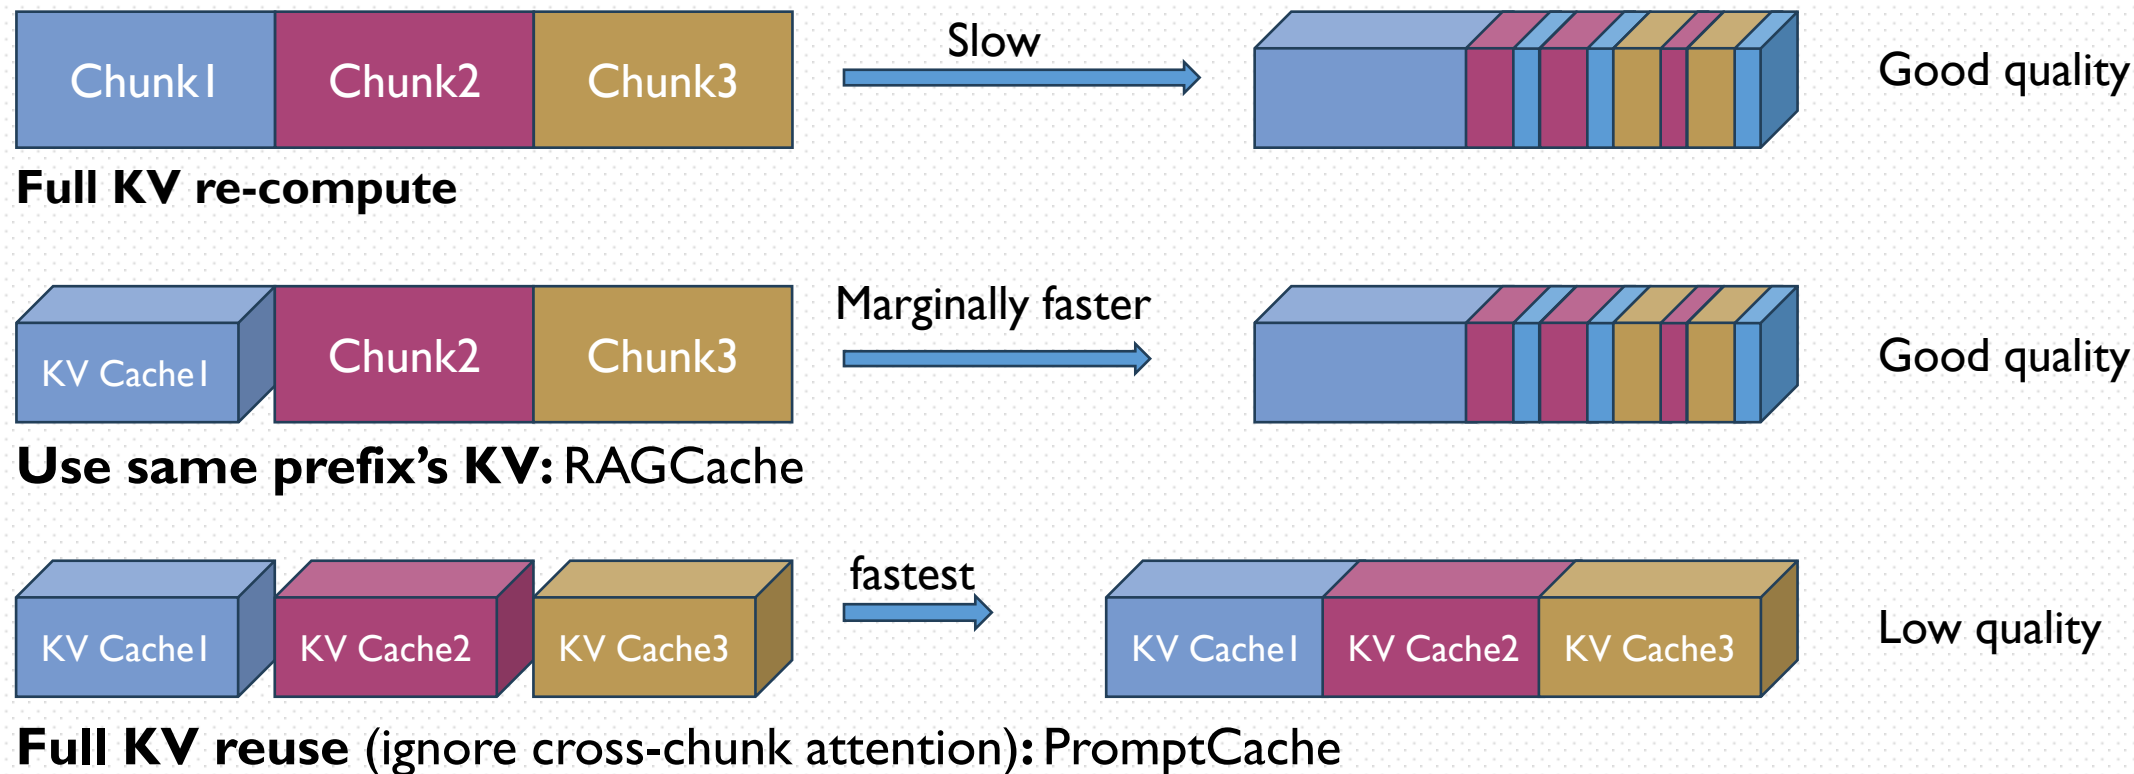 Chunk1 Chunk2 Chunk3
Slow
Good quality
Full KV re-compute
KV Cache1 Chunk2 Chunk3
Marginally faster
Good quality
Use same prefix’s KV: RAGCache
KV Cache1 KV Cache2 KV Cache3
fastest
KV Cache1 KV Cache2 KV Cache3
Low quality
Full KV reuse (ignore cross-chunk attention): PromptCache